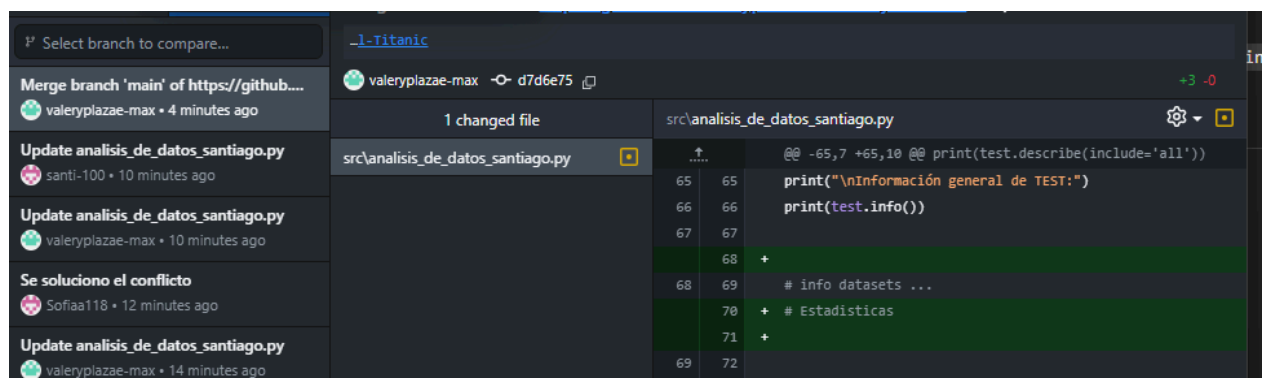 Select branch to compare...
Merge branch 'main' of https://github....
valeryplazae-max • 4 minutes ago
Update analisis_de_datos_santiago.py
santi-100 • 10 minutes ago
Update analisis_de_datos_santiago.py
valeryplazae-max • 10 minutes ago
Se soluciono el conflicto
Sofiaa118 • 12 minutes ago
Update analisis_de_datos_santiago.py
valeryplazae-max • 14 minutes ago
…l-Titanic
valeryplazae-max d7d6e75
+3 -0
1 changed file
src\analisis_de_datos_santiago.py
src\analisis_de_datos_santiago.py
@@ -65,7 +65,10 @@ print(test.describe(include='all'))
65 65 print("\nInformación general de TEST:")
66 66 print(test.info())
67 67
68 +
68 69 # info datasets ...
70 + # Estadisticas
71 +
69 72
in